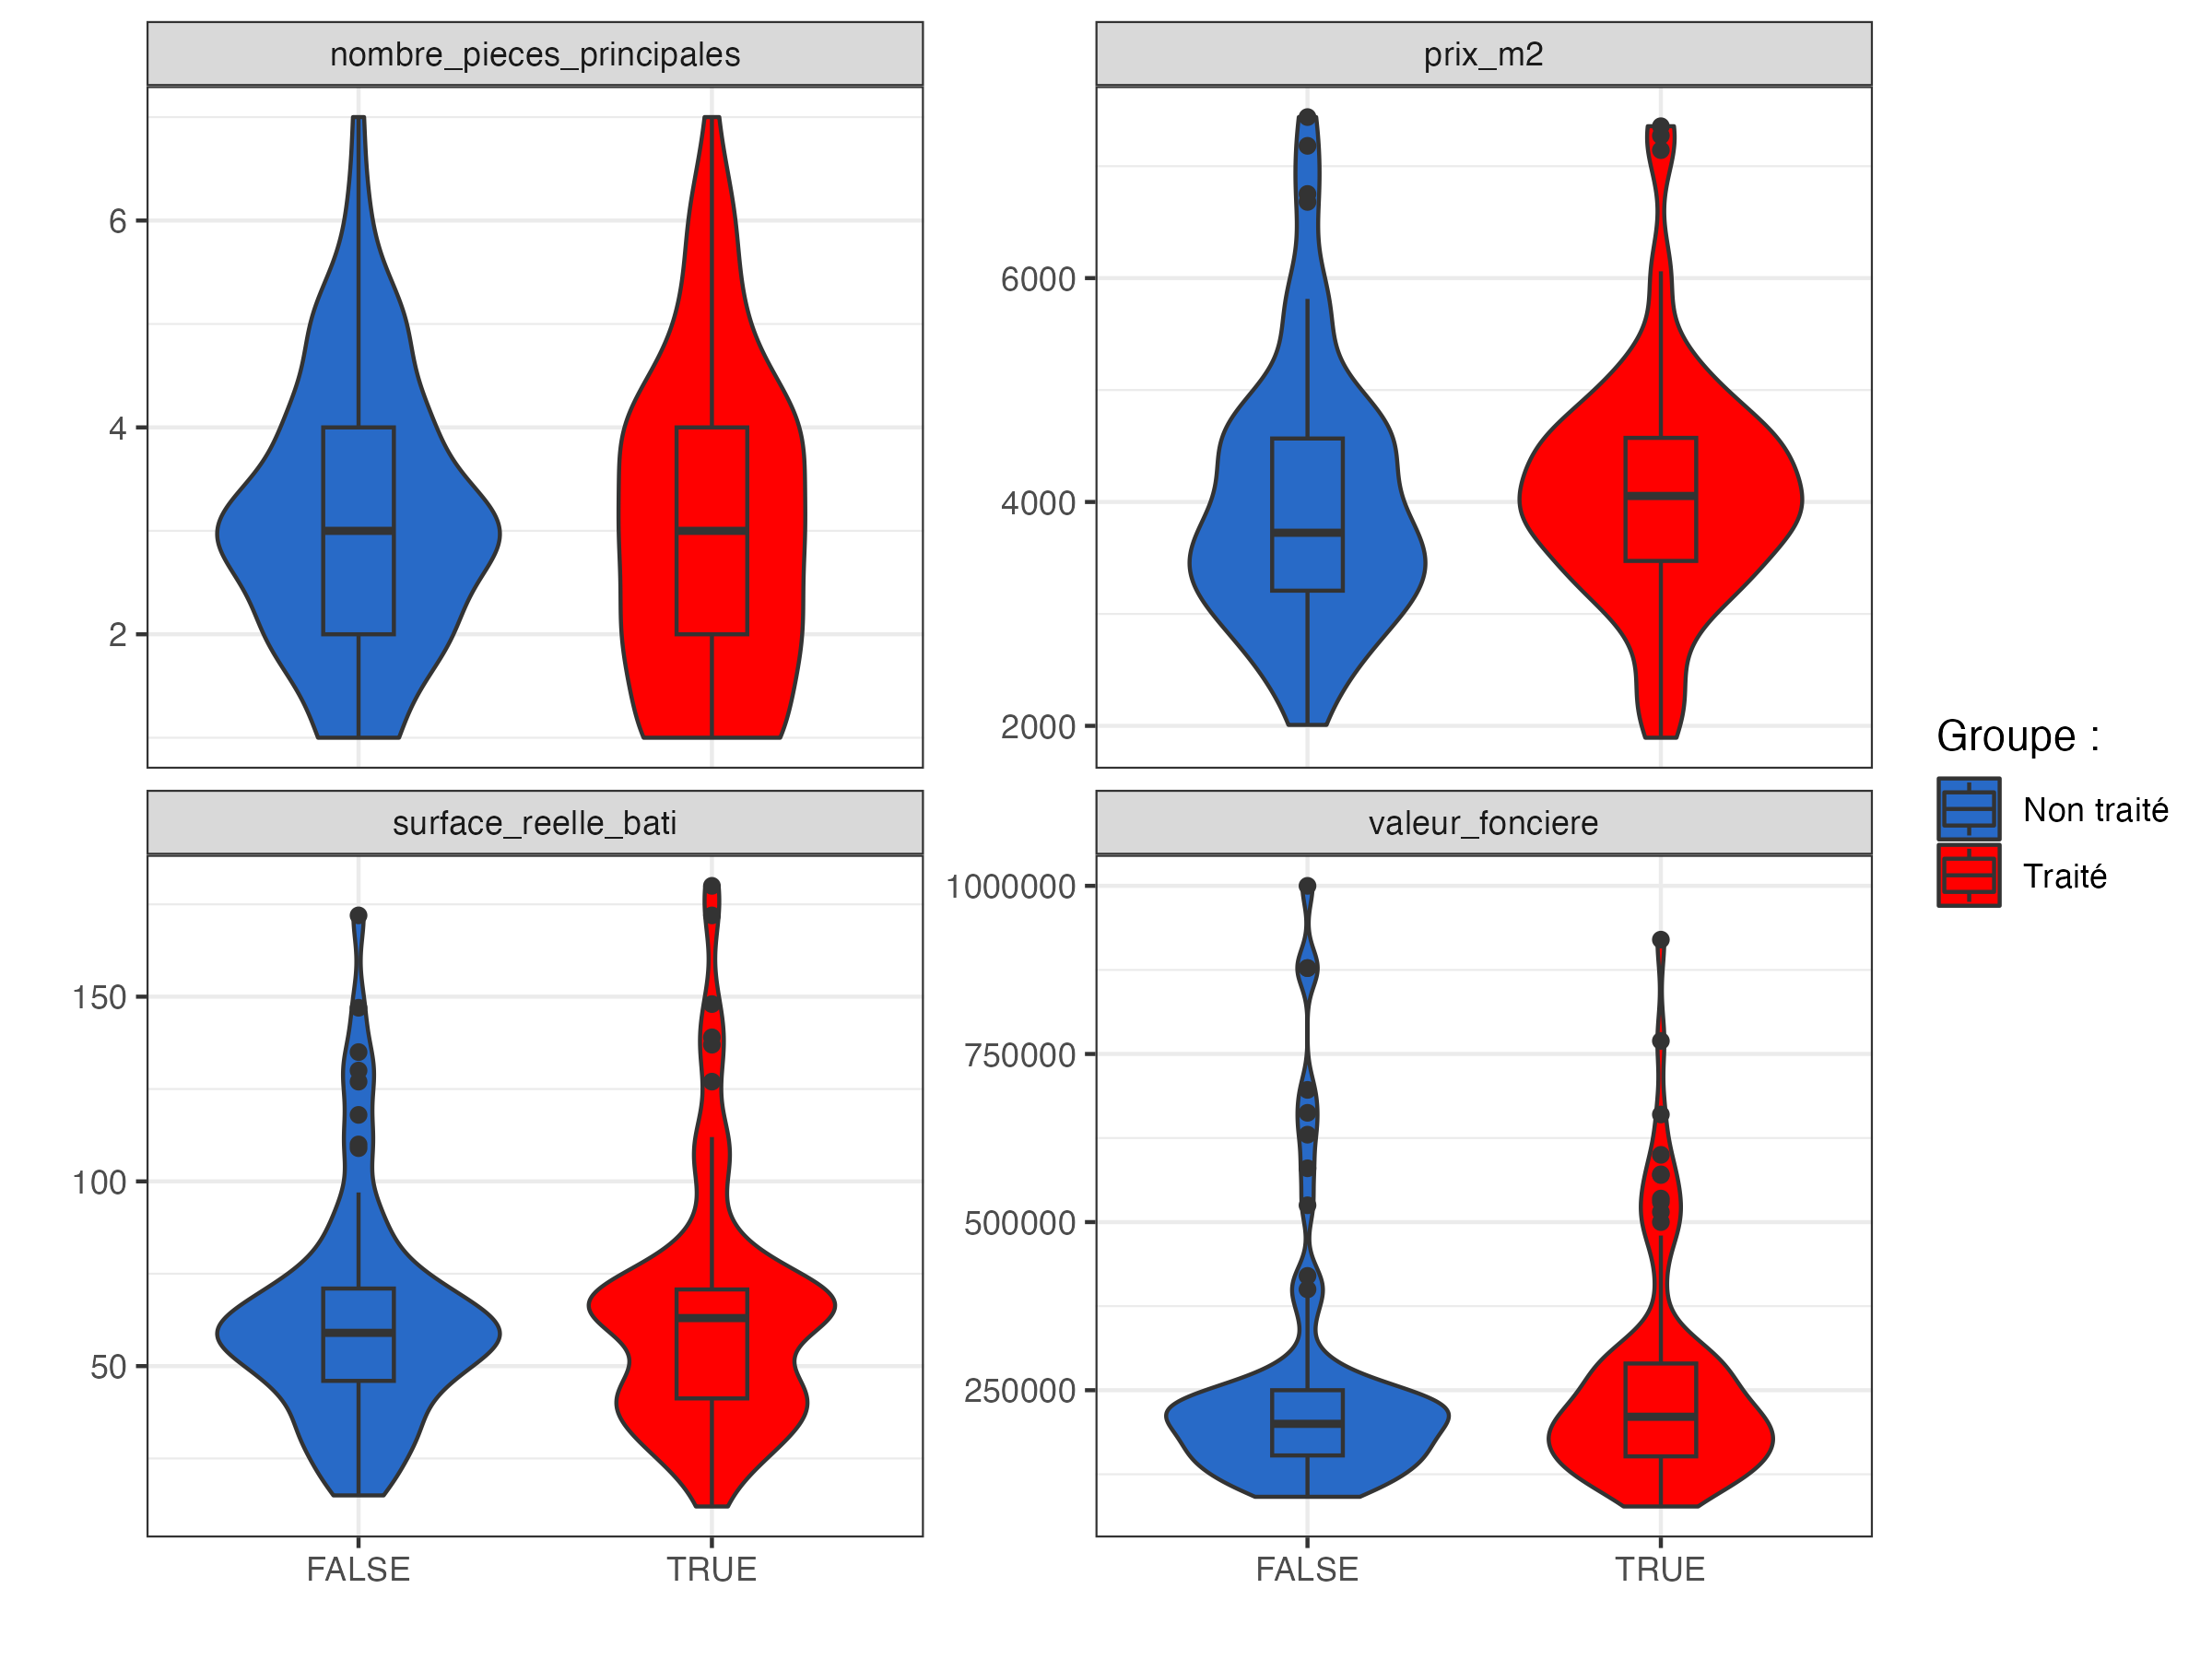 nombre_pieces_principales
prix_m2
6
4
2
6000
4000
2000
surface_reelle_bati
valeur_fonciere
150
100
50
1000000
750000
500000
250000
FALSE
TRUE
FALSE
TRUE
Groupe :
Non traité
Traité